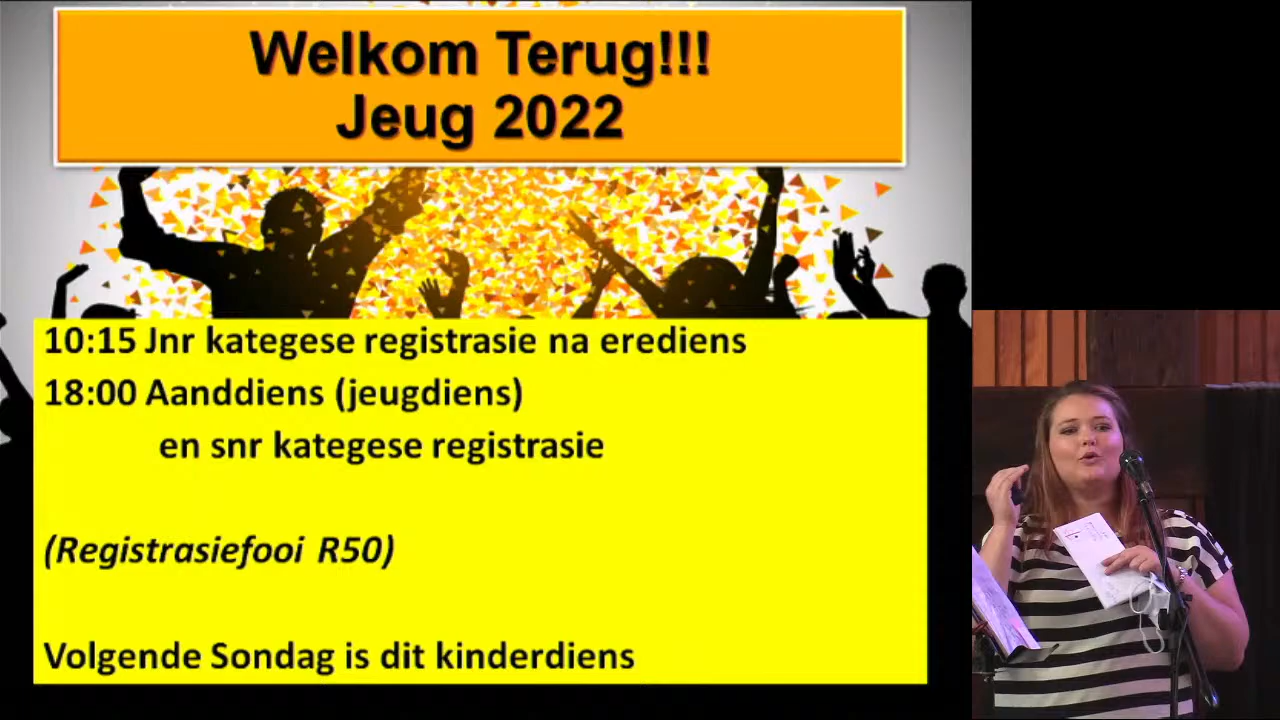 Welkom Terug!!!
Jeug 2022
10:15 Jnr kategese registrasie na erediens
18:00 Aanddiens (jeugdiens)
en snr kategese registrasie
(Registrasiefooi R50)
Volgende Sondag is dit kinderdiens